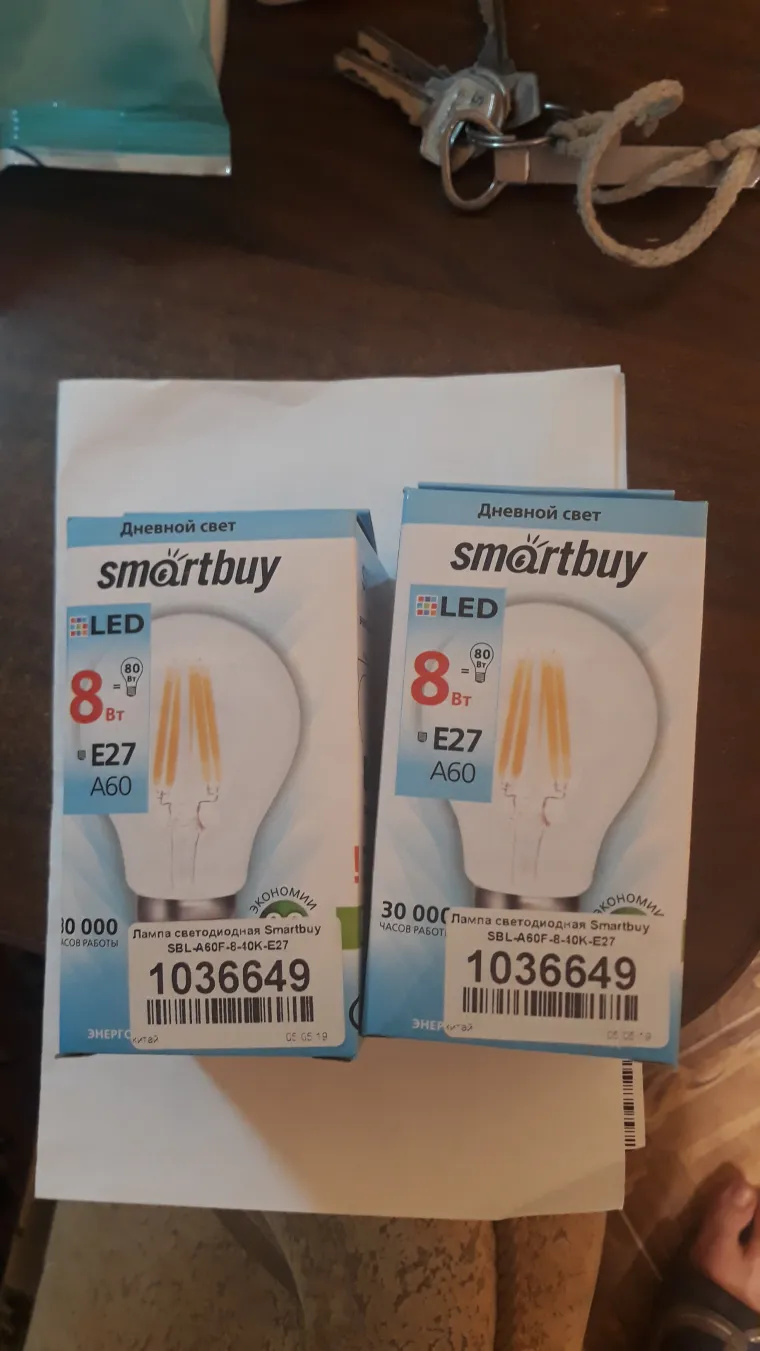 Дневной свет
smartbuy
LED
8 Вт
=
80
Вт
E27
A60
ЭКОНОМИИ
30 000
ЧАСОВ РАБОТЫ
Лампа светодиодная Smartbuy
SBL-A60F-8-40K-E27
1036649
китай
05 05 19
Дневной свет
smartbuy
LED
8 Вт
=
80
Вт
E27
A60
ЭКОНОМИИ
30 000
Лампа светодиодная Smartbuy
SBL-A60F-8-40K-E27
1036649
китай
05 05 19